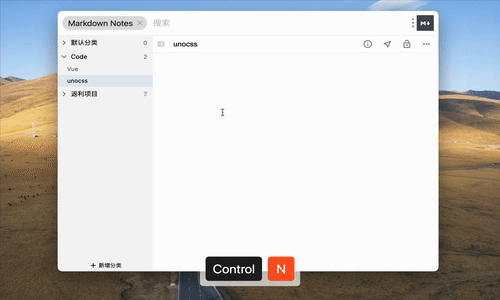 Markdown Notes
搜索
M↓
默认分类 0
Code 2
Vue
unocss
返利项目 7
新增分类
unocss
Control N